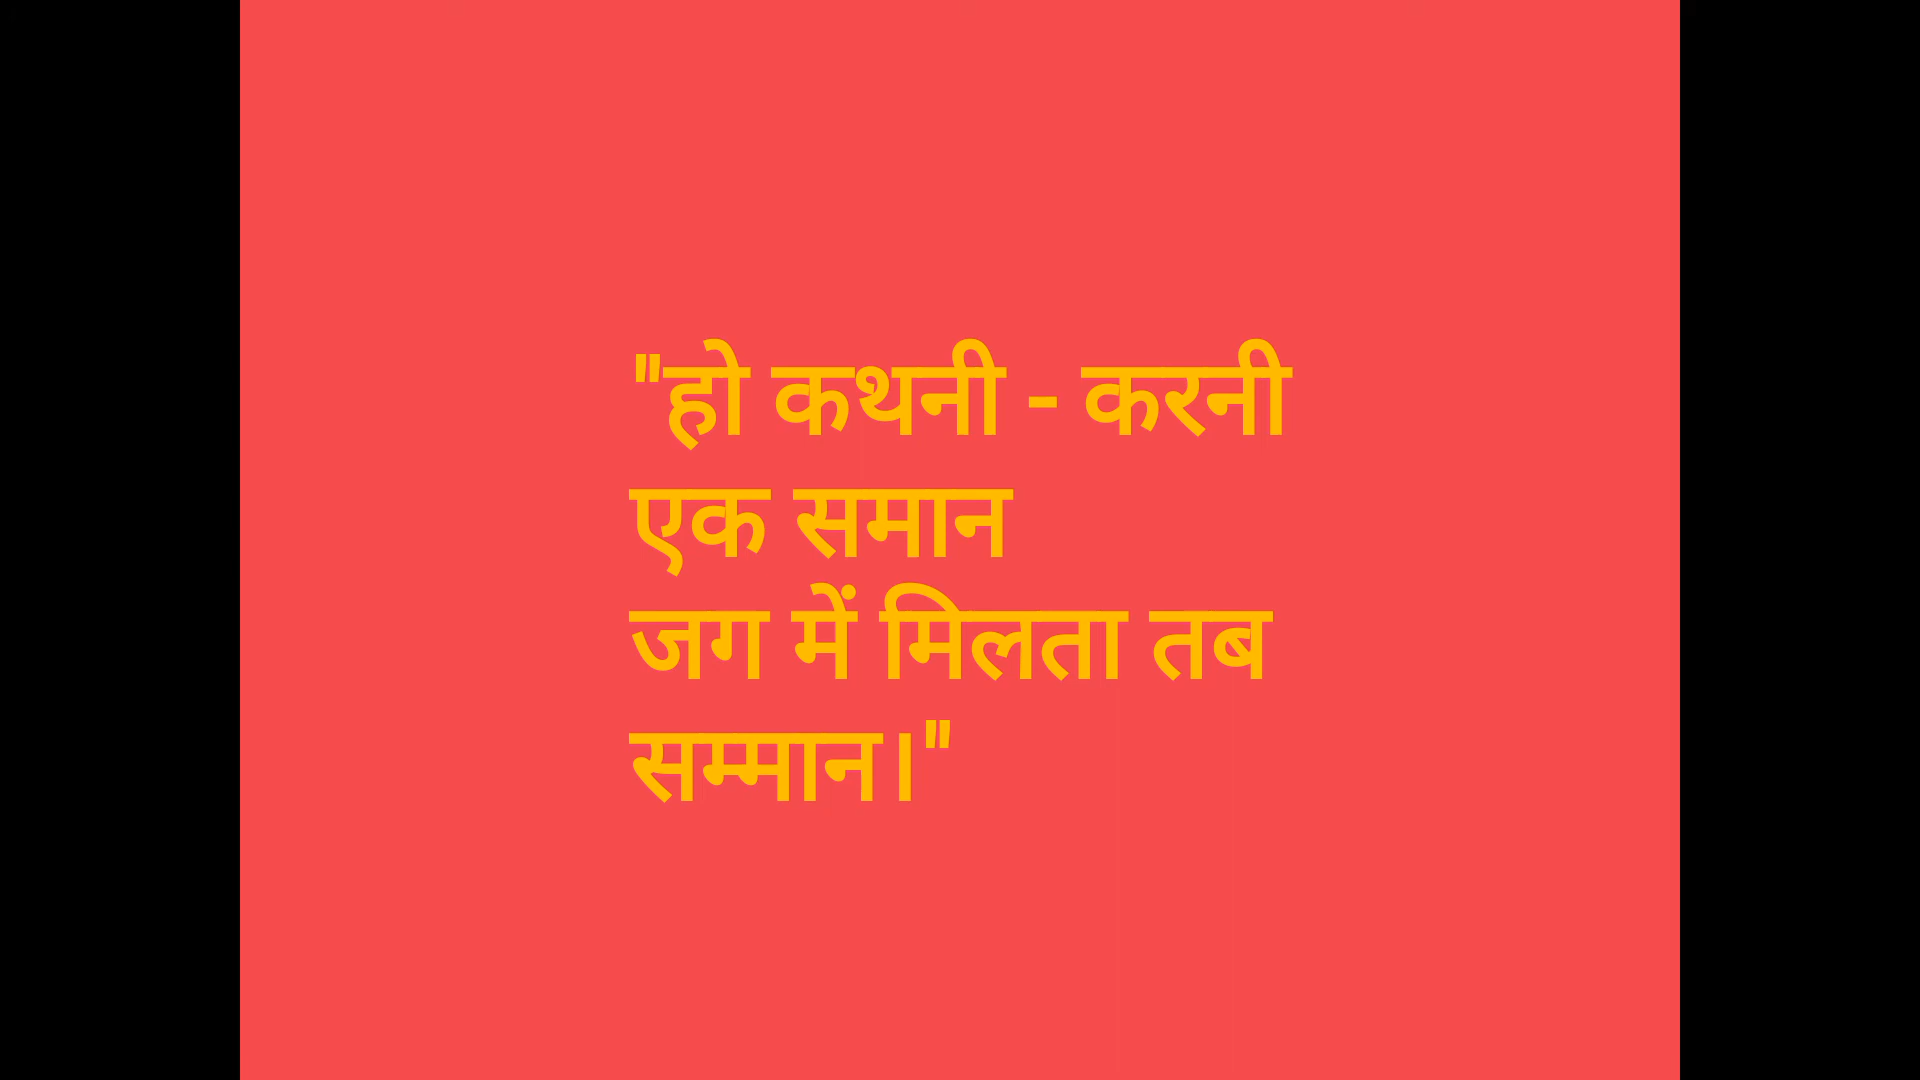 "हो कथनी - करनी
एक समान
जग में मिलता तब
सम्मान।"